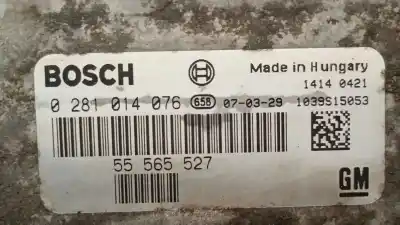 BOSCH Made in Hungary
1414 0421
0 281 014 076 658 07-03-29 1039S15053
55 565 527
GM